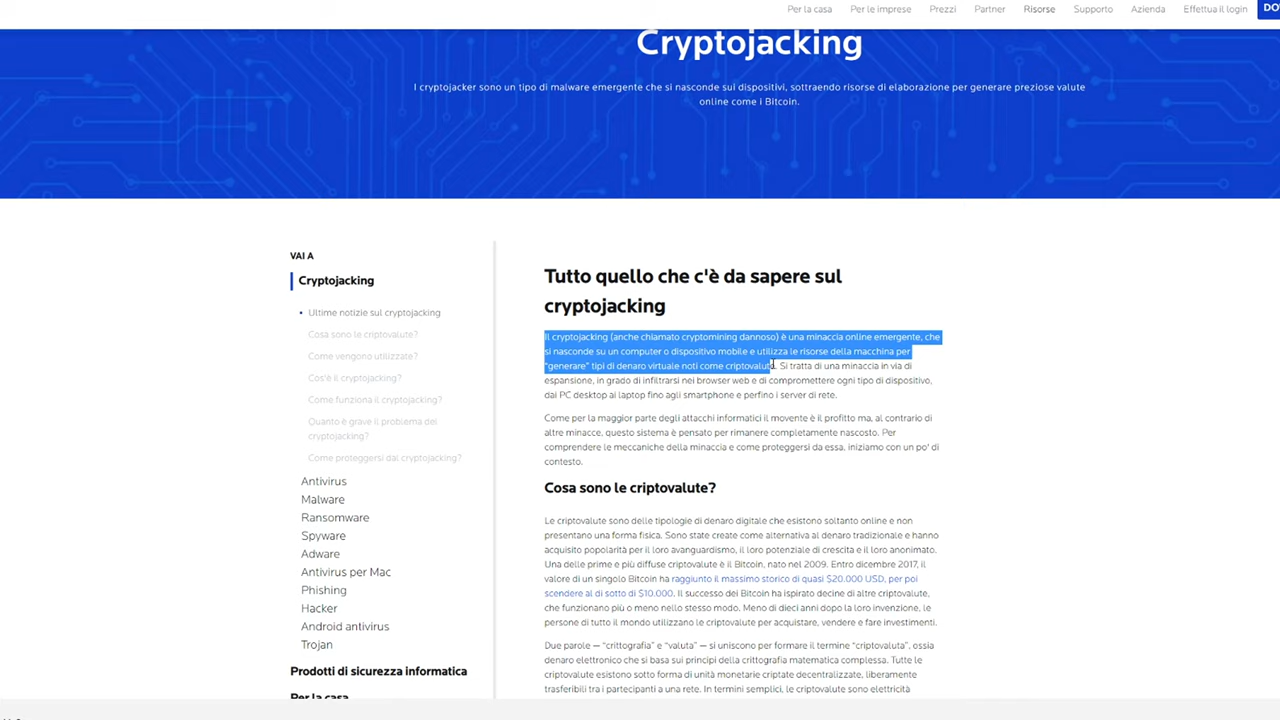 Per la casa Per le imprese Prezzi Partner Risorse Supporto Azienda Effettua il login
Cryptojacking
I cryptojacker sono un tipo di malware emergente che si nasconde sui dispositivi, sottraendo risorse di elaborazione per generare preziose valute
online come i Bitcoin.
VAI A
Cryptojacking
Ultime notizie sul cryptojacking
Cosa sono le criptovalute?
Come vengono utilizzate?
Cos'è il cryptojacking?
Come funziona il cryptojacking?
Quanto è grave il problema del
cryptojacking?
Come proteggersi dal cryptojacking?
Antivirus
Malware
Ransomware
Spyware
Adware
Antivirus per Mac
Phishing
Hacker
Android antivirus
Trojan
Prodotti di sicurezza informatica
Per la casa
Tutto quello che c'è da sapere sul
cryptojacking
Il cryptojacking (anche chiamato cryptomining dannoso) è una minaccia online emergente, che
si nasconde su un computer o dispositivo mobile e utilizza le risorse della macchina per
"generare" tipi di denaro virtuale noti come criptovalute. Si tratta di una minaccia in via di
espansione, in grado di infiltrarsi nei browser web e di compromettere ogni tipo di dispositivo,
dai PC desktop ai laptop fino agli smartphone e perfino i server di rete.
Come per la maggior parte degli attacchi informatici il movente è il profitto ma, al contrario di
altre minacce, questo sistema è pensato per rimanere completamente nascosto. Per
comprendere le meccaniche della minaccia e come proteggersi da essa, iniziamo con un po' di
contesto.
Cosa sono le criptovalute?
Le criptovalute sono delle tipologie di denaro digitale che esistono soltanto online e non
presentano una forma fisica. Sono state create come alternativa al denaro tradizionale e hanno
acquisito popolarità per il loro avanguardismo, il loro potenziale di crescita e il loro anonimato.
Una delle prime e più diffuse criptovalute è il Bitcoin, nato nel 2009. Entro dicembre 2017, il
valore di un singolo Bitcoin ha raggiunto il massimo storico di quasi $20.000 USD, per poi
scendere al di sotto di $10.000. Il successo dei Bitcoin ha ispirato decine di altre criptovalute,
che funzionano più o meno nello stesso modo. Meno di dieci anni dopo la loro invenzione, le
persone di tutto il mondo utilizzano le criptovalute per acquistare, vendere e fare investimenti.
Due parole — "crittografia" e "valuta" — si uniscono per formare il termine "criptovaluta", ossia
denaro elettronico che si basa sui principi della crittografia matematica complessa. Tutte le
criptovalute esistono sotto forma di unità monetarie criptate decentralizzate, liberamente
trasferibili tra i partecipanti a una rete. In termini semplici, le criptovalute sono elettricità